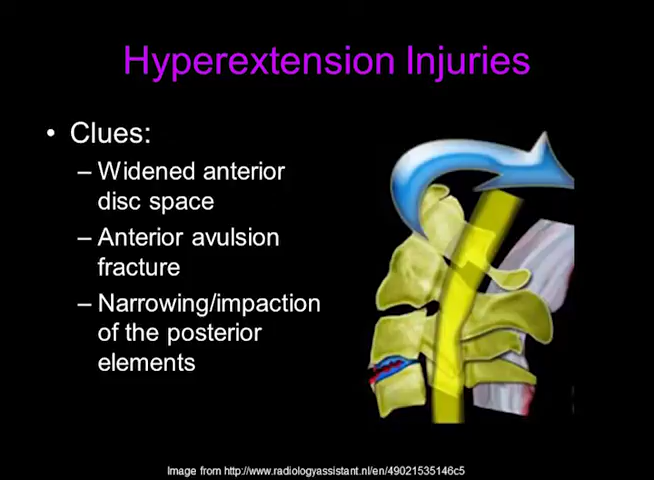 Hyperextension Injuries
• Clues:
– Widened anterior
disc space
– Anterior avulsion
fracture
– Narrowing/impaction
of the posterior
elements
Image from http://www.radiologyassistant.nl/en/49021535146c5